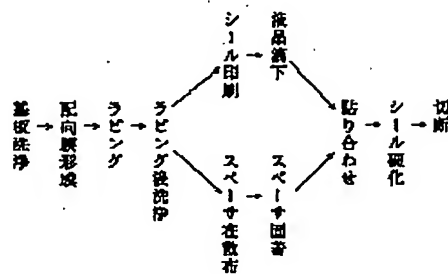 基板洗浄
配向膜形成
ラビング
ラビング後洗浄
シール印刷
液晶滴下
スペーサ散布
スペーサ固着
貼り合わせ
シール硬化
切断